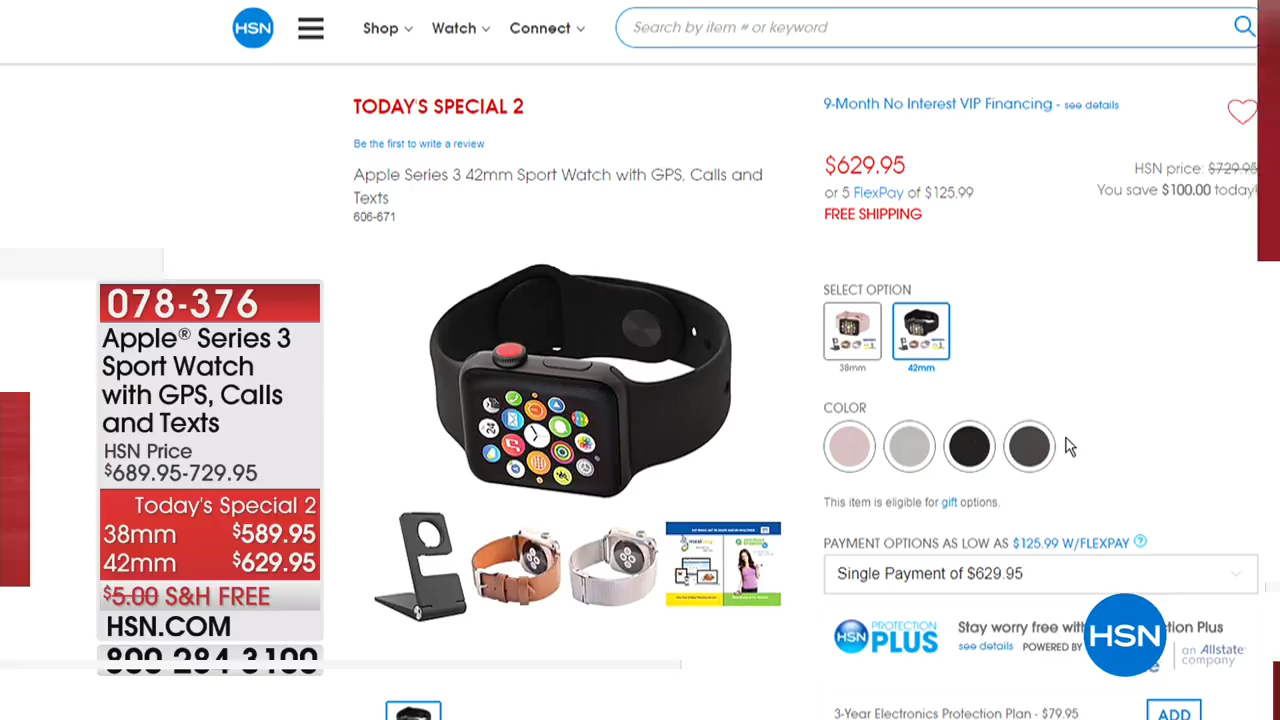 HSN
Shop
Watch
Connect
Search by item # or keyword
TODAY'S SPECIAL 2
Be the first to write a review
Apple Series 3 42mm Sport Watch with GPS, Calls and
Texts
606-671
9-Month No Interest VIP Financing - see details
$629.95
HSN price: $729.95
or 5 FlexPay of $125.99
You save $100.00 today!
FREE SHIPPING
SELECT OPTION
38mm
42mm
COLOR
This item is eligible for gift options.
PAYMENT OPTIONS AS LOW AS $125.99 W/FLEXPAY
Single Payment of $629.95
HSN PROTECTION PLUS
Stay worry free with
ction Plus
see details POWERED BY
an Allstate
company
HSN
3-Year Electronics Protection Plan - $79.95
ADD
078-376
Apple® Series 3
Sport Watch
with GPS, Calls
and Texts
HSN Price
$689.95-729.95
Today's Special 2
38mm $589.95
42mm $629.95
$5.00 S&H FREE
HSN.COM
800-284-3100